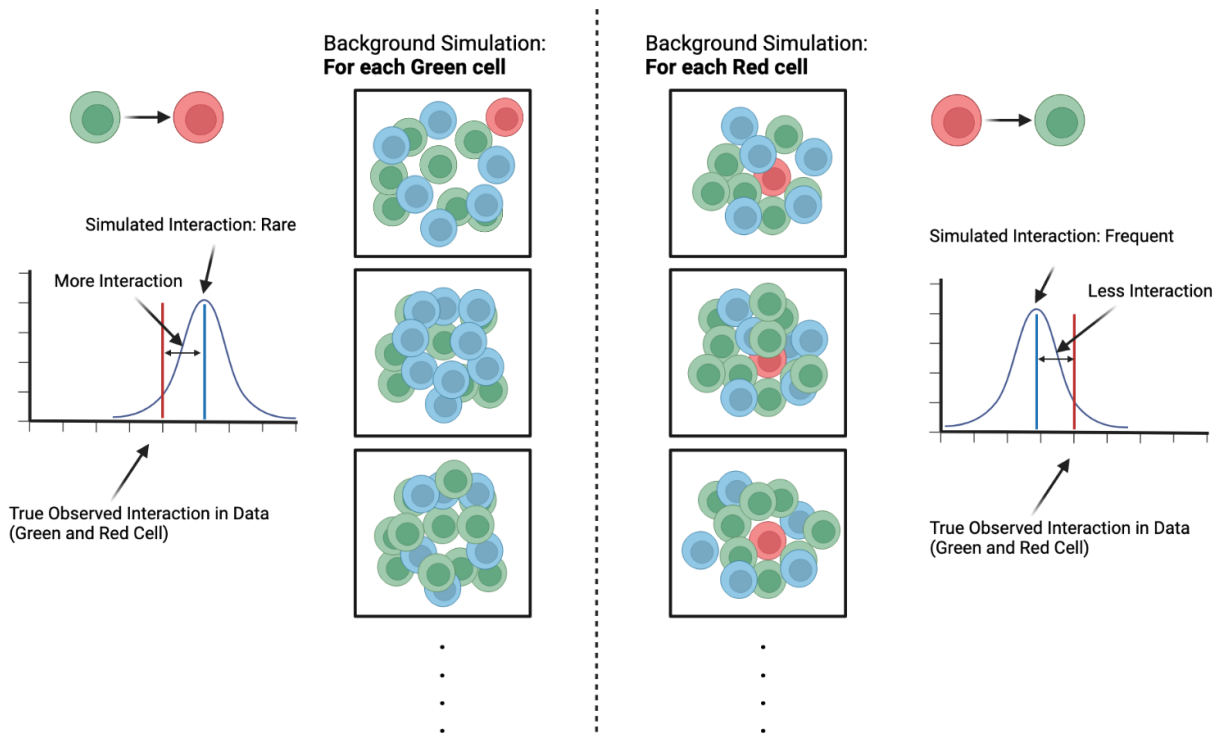 Background Simulation:
For each Green cell
Simulated Interaction: Rare
More Interaction
True Observed Interaction in Data
(Green and Red Cell)
Background Simulation:
For each Red cell
Simulated Interaction: Frequent
Less Interaction
True Observed Interaction in Data
(Green and Red Cell)